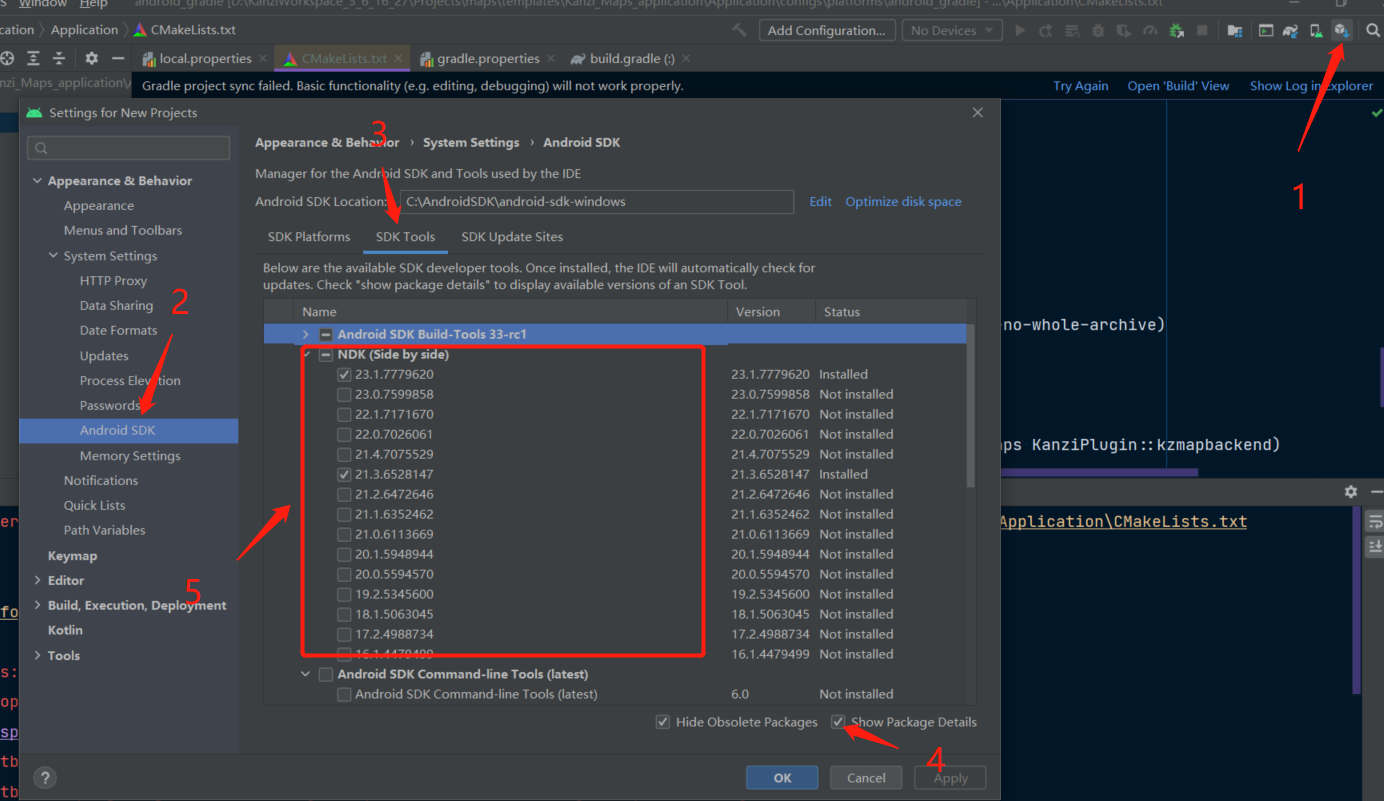 Window Help
android_gradle [D:\KanziWorkspace_3_6_16_27\Projects\maps\templates\Kanzi_Maps_application\Application\configs\platforms\android_gradle] - ...\Application\CMakeLists.txt
cation Application CMakeLists.txt Add Configuration... No Devices
local.properties CMakeLists.txt gradle.properties build.gradle (:)
nzi_Maps_application\
Gradle project sync failed. Basic functionality (e.g. editing, debugging) will not work properly. Try Again Open 'Build' View Show Log in Explorer
1
Settings for New Projects
3
Appearance & Behavior › System Settings › Android SDK
Manager for the Android SDK and Tools used by the IDE
Android SDK Location: C:\AndroidSDK\android-sdk-windows Edit Optimize disk space
SDK Platforms SDK Tools SDK Update Sites
Below are the available SDK developer tools. Once installed, the IDE will automatically check for
updates. Check "show package details" to display available versions of an SDK Tool.
Appearance & Behavior
Appearance
Menus and Toolbars
System Settings
HTTP Proxy
Data Sharing
2
Date Formats
Updates
Process Elevation
Passwords
Android SDK
Memory Settings
Notifications
Quick Lists
Path Variables
Keymap
Editor
5
Build, Execution, Deployment
Kotlin
Tools
Name Version Status
Android SDK Build-Tools 33-rc1
NDK (Side by side)
23.1.7779620 23.1.7779620 Installed
23.0.7599858 23.0.7599858 Not installed
22.1.7171670 22.1.7171670 Not installed
22.0.7026061 22.0.7026061 Not installed
21.4.7075529 21.4.7075529 Not installed
21.3.6528147 21.3.6528147 Installed
21.2.6472646 21.2.6472646 Not installed
21.1.6352462 21.1.6352462 Not installed
21.0.6113669 21.0.6113669 Not installed
20.1.5948944 20.1.5948944 Not installed
20.0.5594570 20.0.5594570 Not installed
19.2.5345600 19.2.5345600 Not installed
18.1.5063045 18.1.5063045 Not installed
17.2.4988734 17.2.4988734 Not installed
16.1.4479499 16.1.4479499 Not installed
Android SDK Command-line Tools (latest)
Android SDK Command-line Tools (latest) 6.0 Not installed
Hide Obsolete Packages Show Package Details
4
? OK Cancel Apply
no-whole-archive)
ps KanziPlugin::kzmapbackend)
Application\CMakeLists.txt
er
fo
s:
op
sp
tb
tb